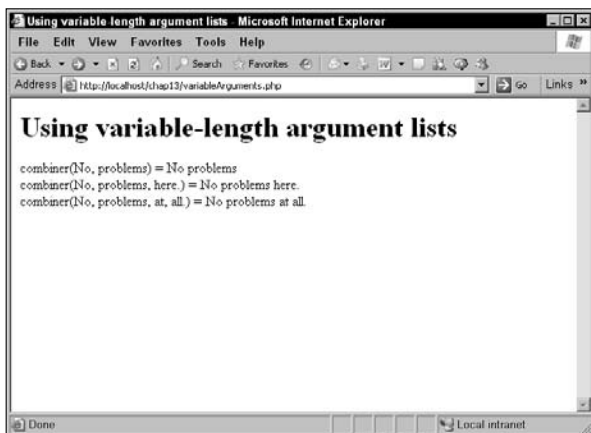 Using variable-length argument lists - Microsoft Internet Explorer
File Edit View Favorites Tools Help
Back Search Favorites
Address http://localhost/chap13/variableArguments.php Go Links »
Using variable-length argument lists
combiner(No, problems) = No problems
combiner(No, problems, here.) = No problems here.
combiner(No, problems, at, all.) = No problems at all.
Done Local intranet